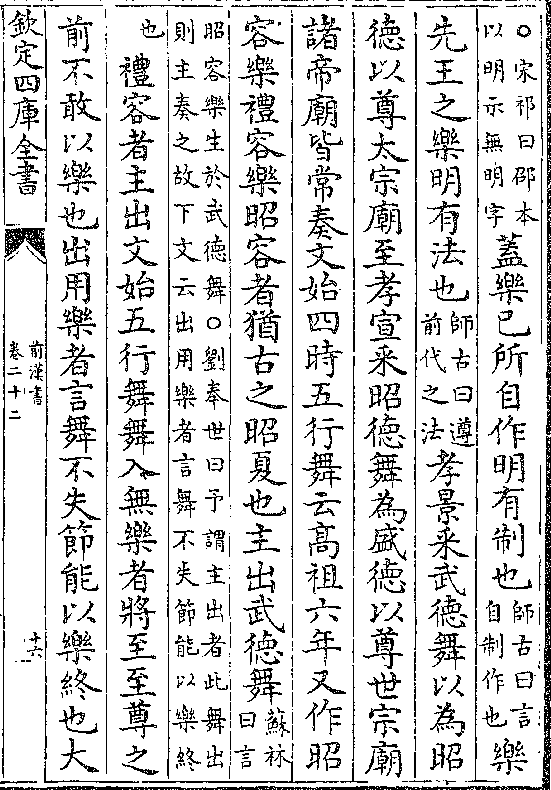 ○宋祁曰邵本
以明示無明字
蓋樂已所自作明有制也
師古曰言
自制作也
樂
先王之樂明有法也
師古曰遵
前代之法
孝景采武德舞以為昭
德以尊太宗廟至孝宣采昭德舞為盛德以尊世宗廟
諸帝廟皆常奏文始四時五行舞云高祖六年又作昭
容樂禮容樂昭容者猶古之昭夏也主出武德舞
蘇林
曰言
昭容樂生於武德舞○劉奉世曰予謂主出者此舞出
則主奏之故下文云出用樂者言舞不失節能以樂終
也
禮容者主出文始五行舞舞入無樂者將至至尊之
前不敢以樂也出用樂者言舞不失節能以樂終也大
欽定四庫全書
前漢書
卷二十二
十六